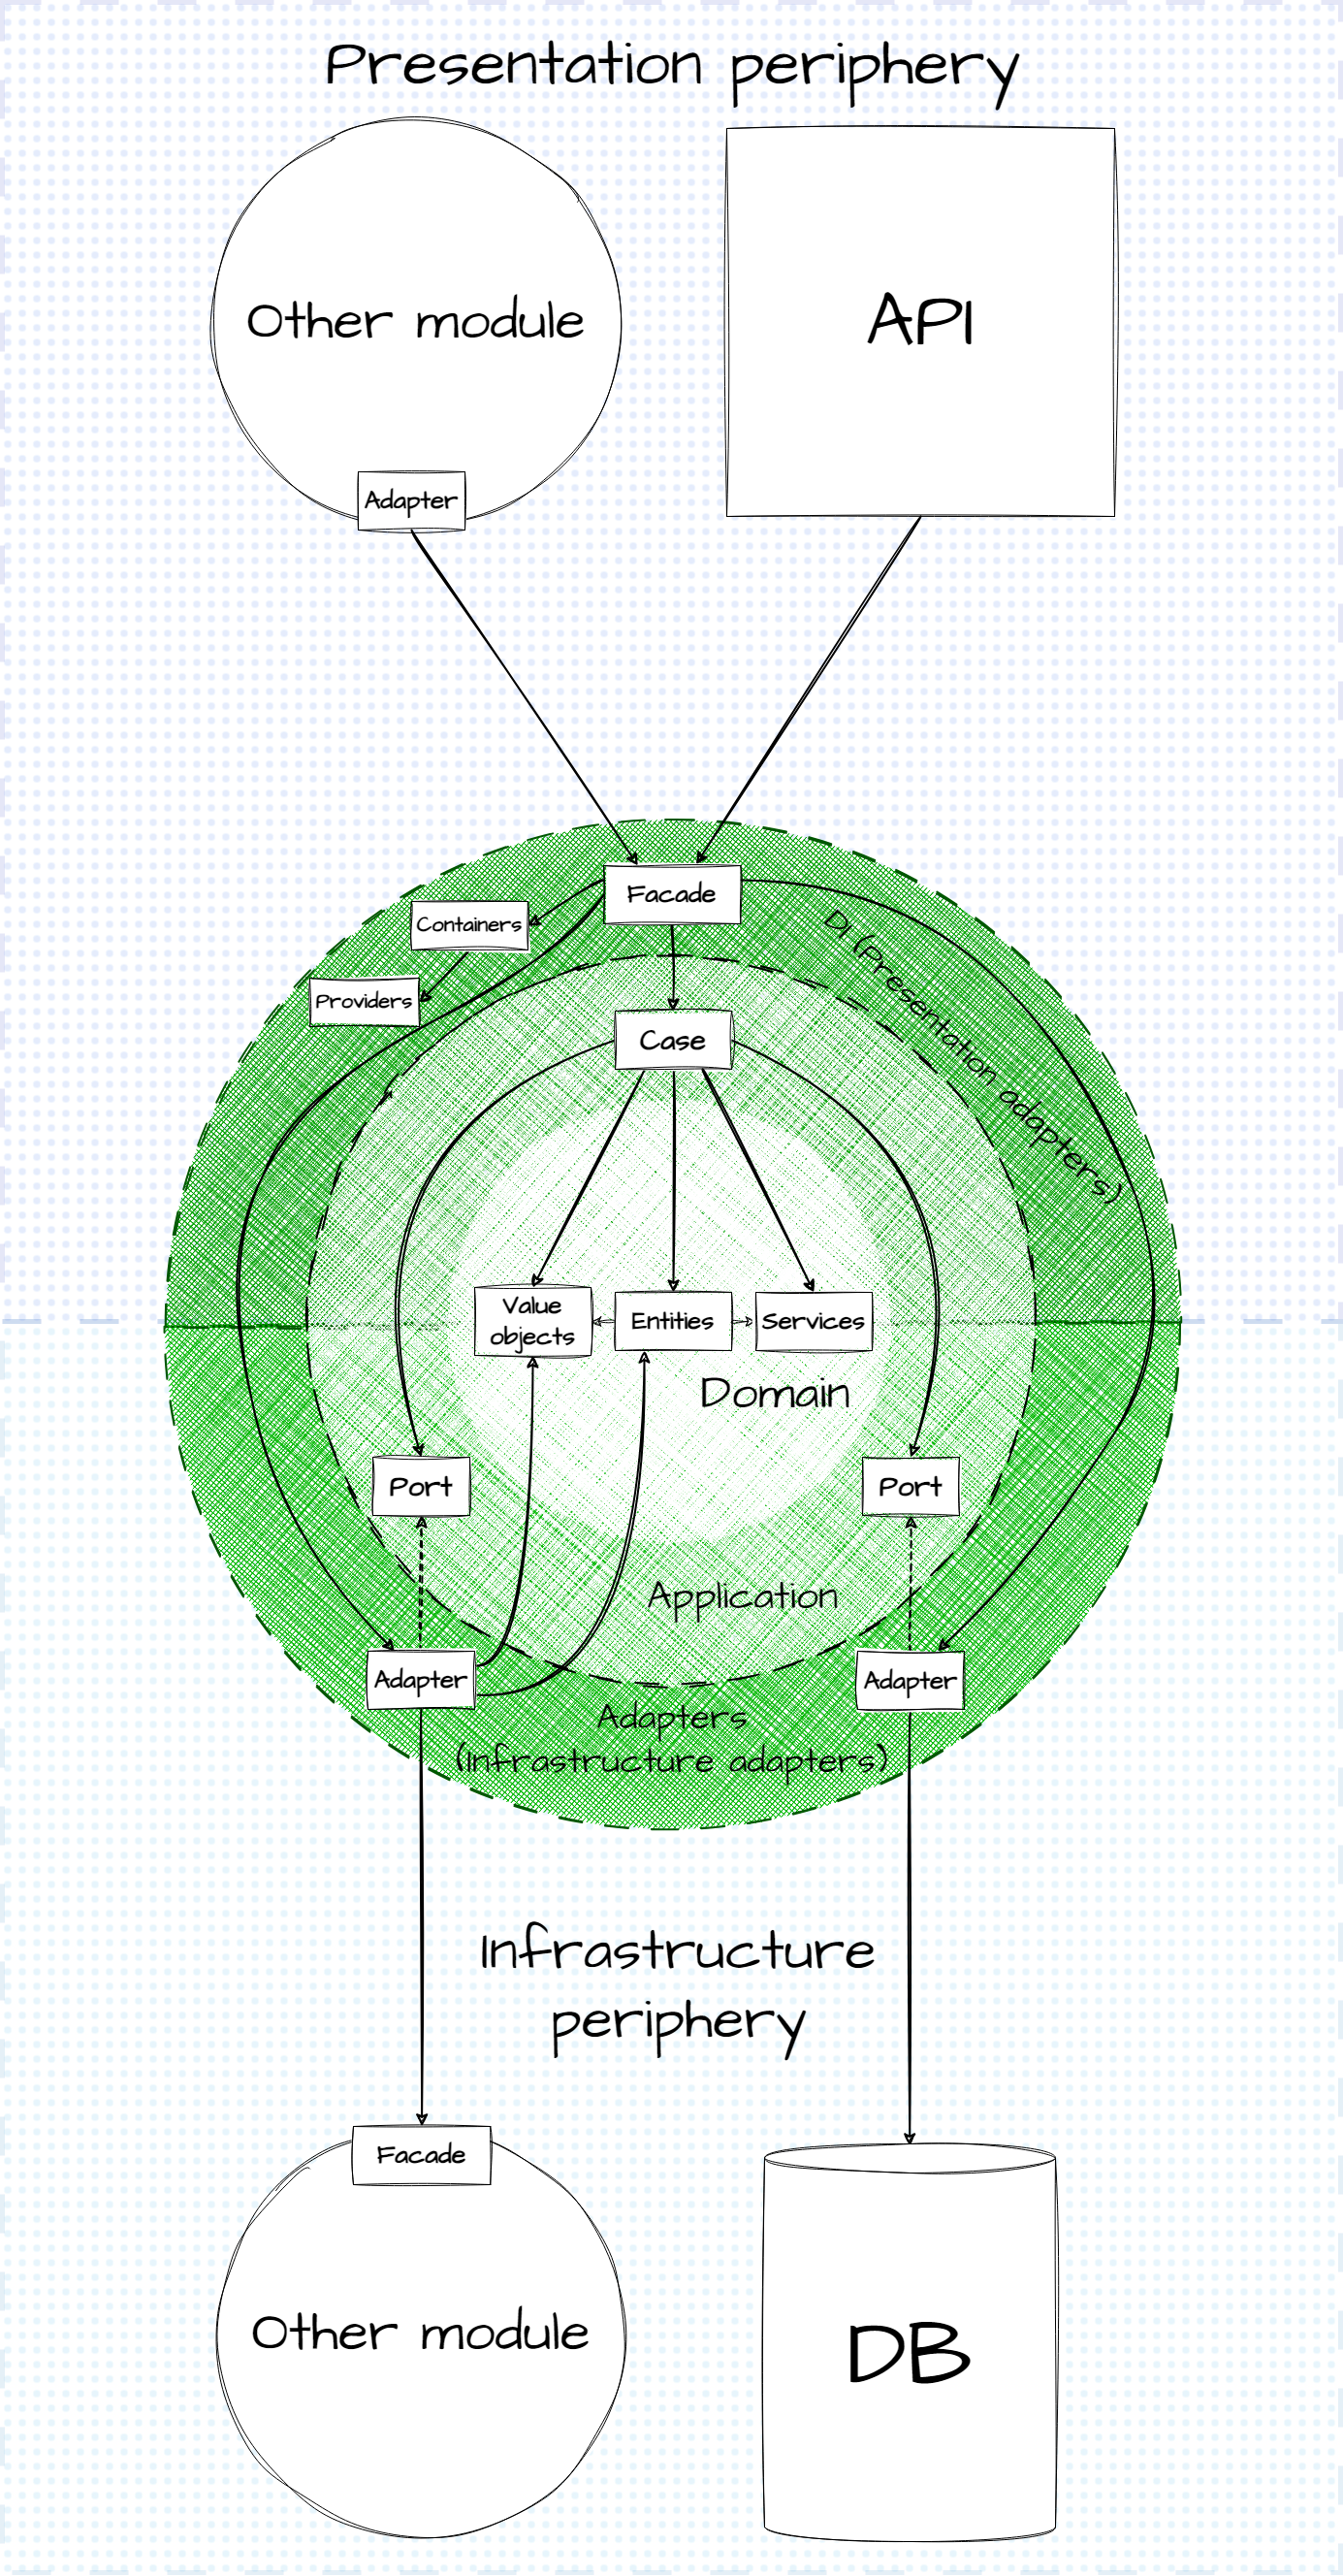 Presentation periphery
Other module
API
Adapter
Facade
Containers
DI (Presentation adapters)
Providers
Case
Value
objects
Entities
Services
Domain
Port
Port
Application
Adapter
Adapter
Adapters
(Infrastructure adapters)
Infrastructure
periphery
Facade
Other module
DB